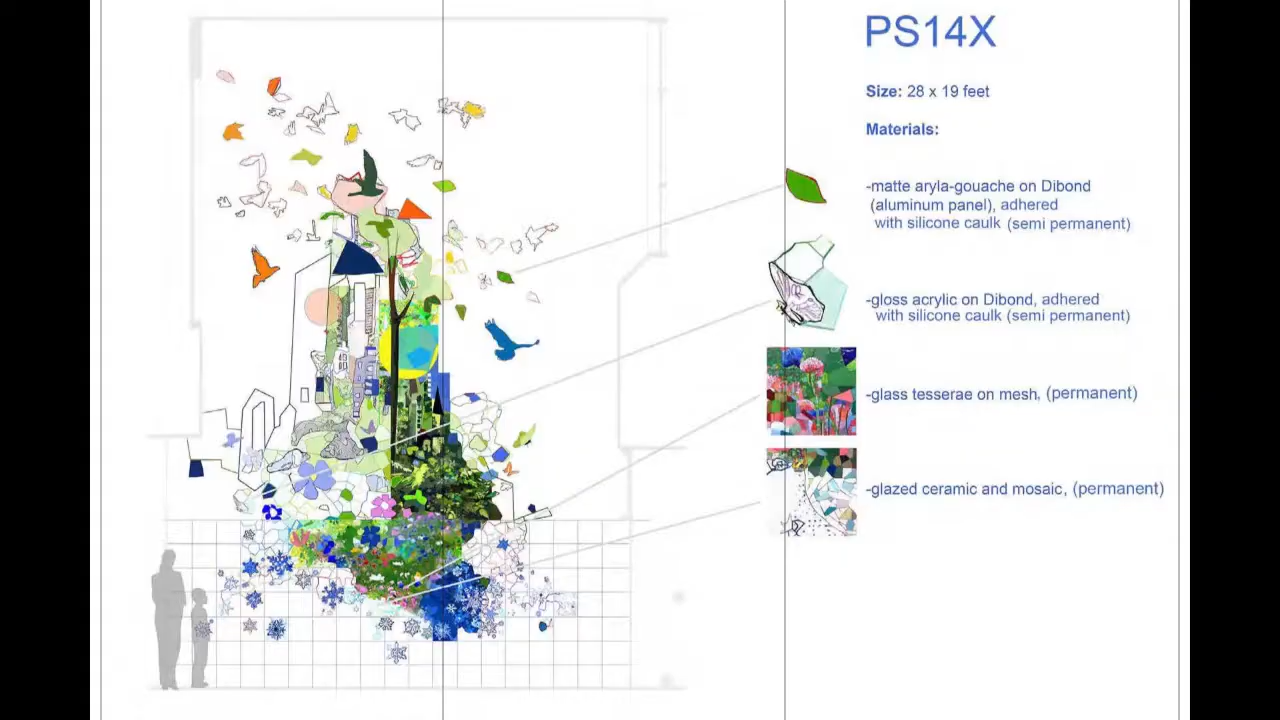 PS14X
Size: 28 x 19 feet
Materials:
-matte aryla-gouache on Dibond
(aluminum panel), adhered
with silicone caulk (semi permanent)
-gloss acrylic on Dibond, adhered
with silicone caulk (semi permanent)
-glass tesserae on mesh, (permanent)
-glazed ceramic and mosaic, (permanent)